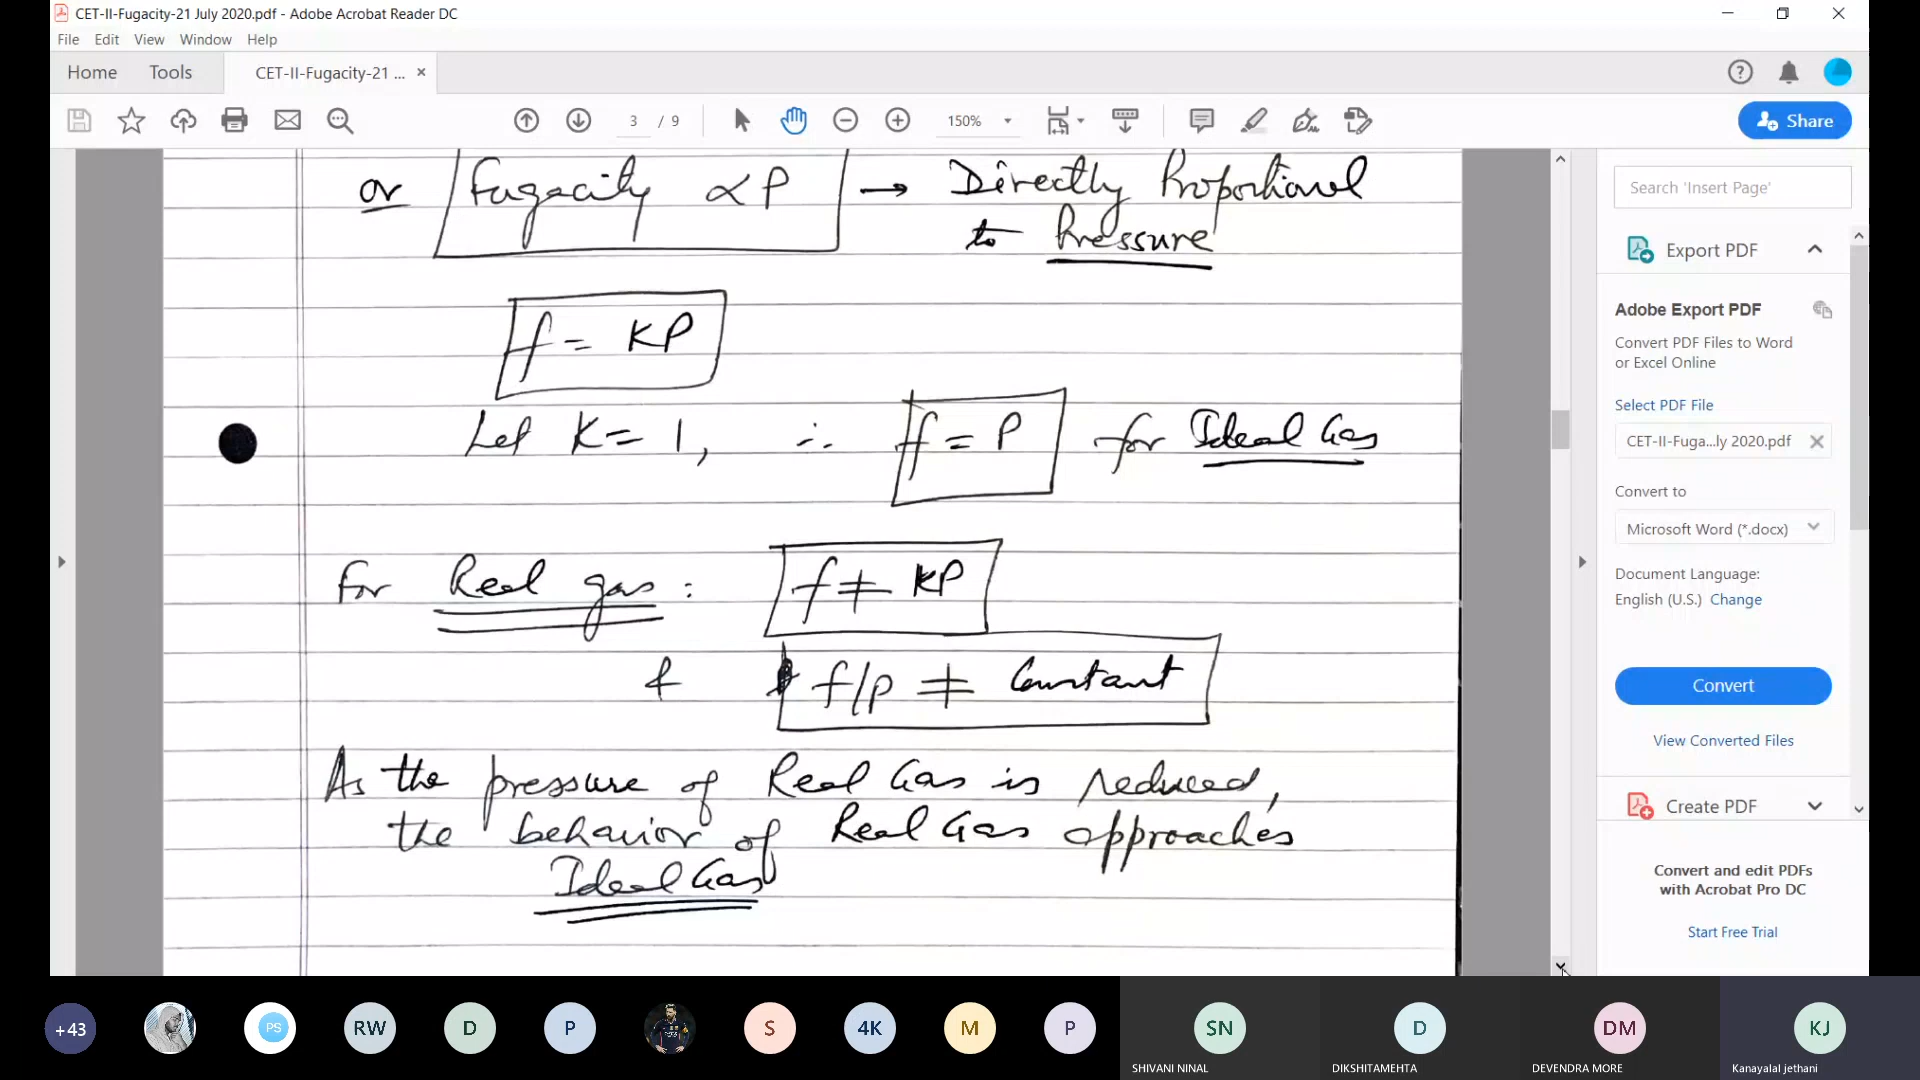 CET-II-Fugacity-21 July 2020.pdf - Adobe Acrobat Reader DC
File Edit View Window Help
Home Tools CET-II-Fugacity-21 ... ×
3 / 9 150% Share
or Fugacity ∝ P → Directly Proportional
to Pressure
f = KP
Let K = 1, ∴ f = P for Ideal Gas
for Real gas : f ≠ KP
& f/p ≠ Constant
As the pressure of Real Gas is reduced,
the behavior of Real Gas approaches
Ideal Gas
Search 'Insert Page'
Export PDF
Adobe Export PDF
Convert PDF Files to Word
or Excel Online
Select PDF File
CET-II-Fuga...ly 2020.pdf
Convert to
Microsoft Word (*.docx)
Document Language:
English (U.S.) Change
Convert
View Converted Files
Create PDF
Convert and edit PDFs
with Acrobat Pro DC
Start Free Trial
+43 PS RW D P S 4K M P SN D DM KJ
SHIVANI NINAL DIKSHITAMEHTA DEVENDRA MORE Kanayalal jethani